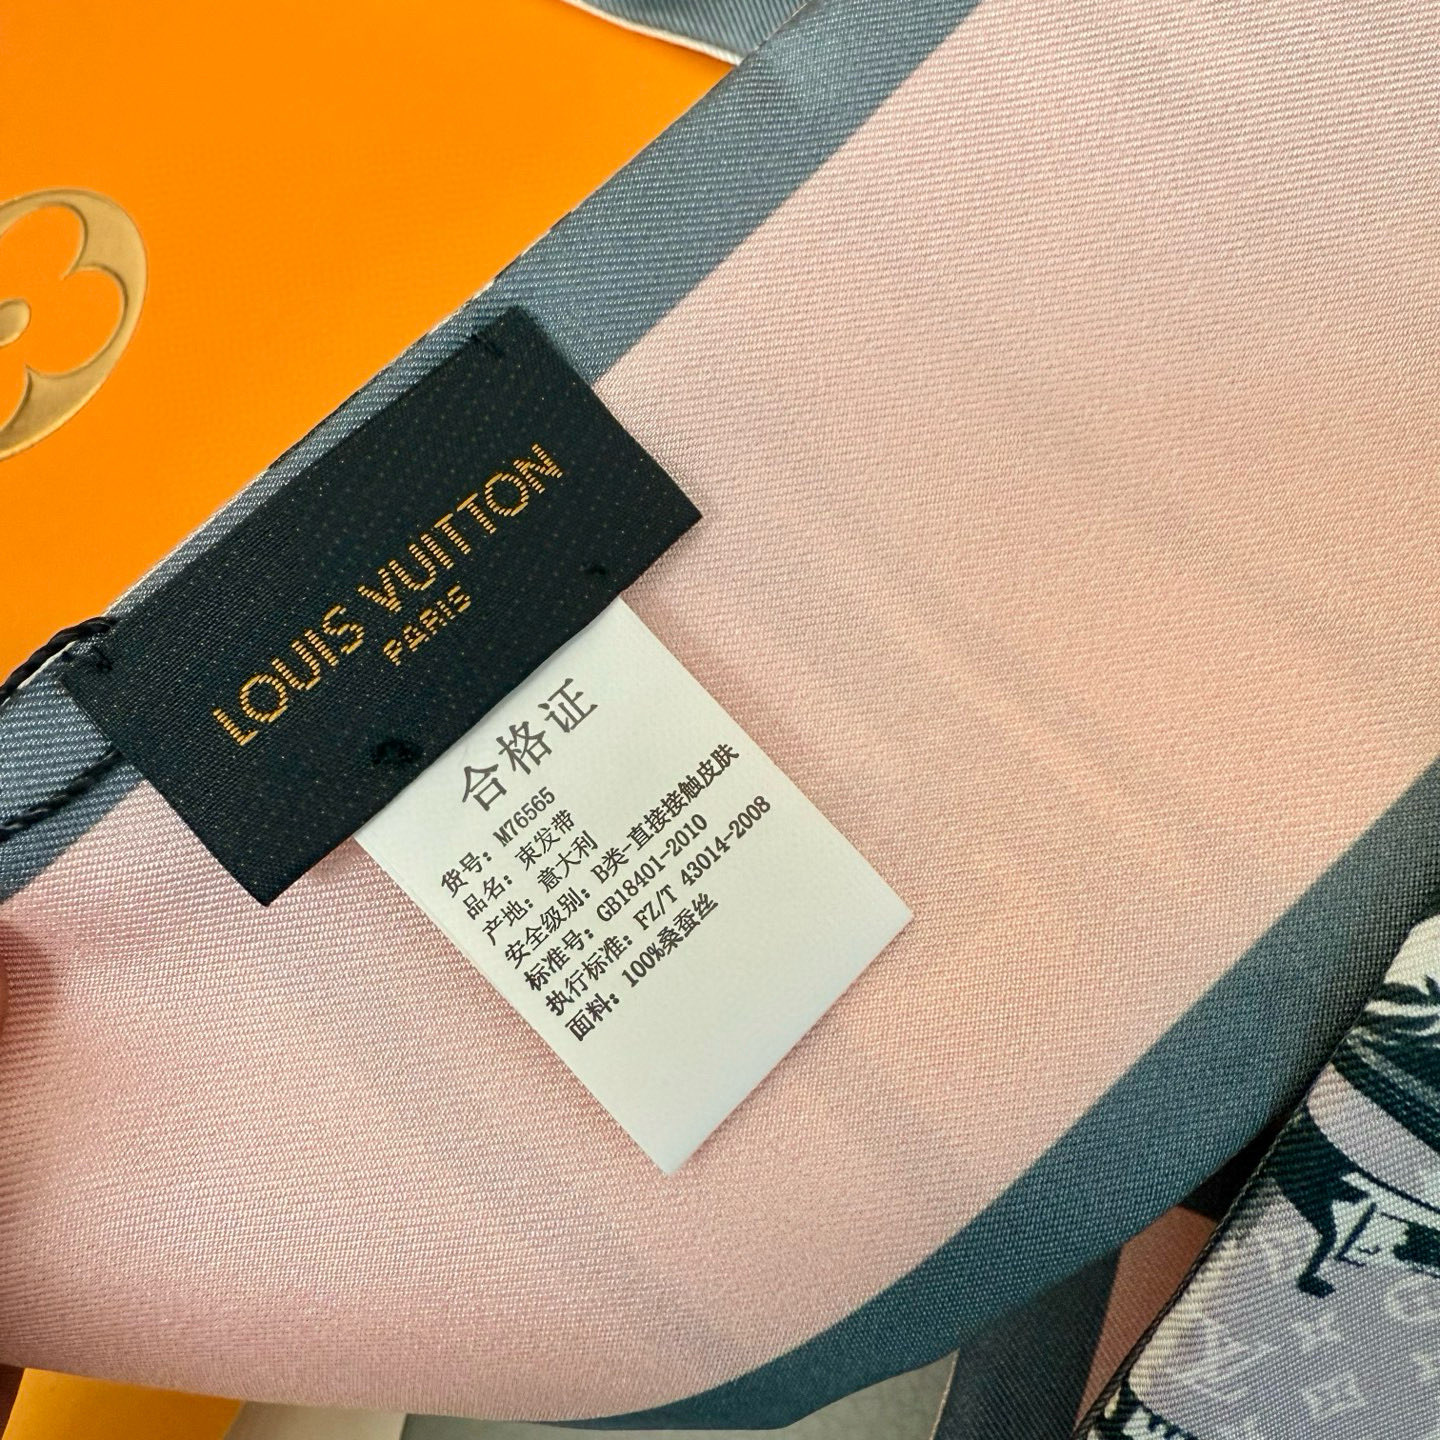 LOUIS VUITTON
PARIS
合格证
货号: M76565
品名: 束发带
产地: 意大利
安全级别: B类-直接接触皮肤
标准号: GB18401-2010
执行标准: FZ/T 43014-2008
面料: 100%桑蚕丝